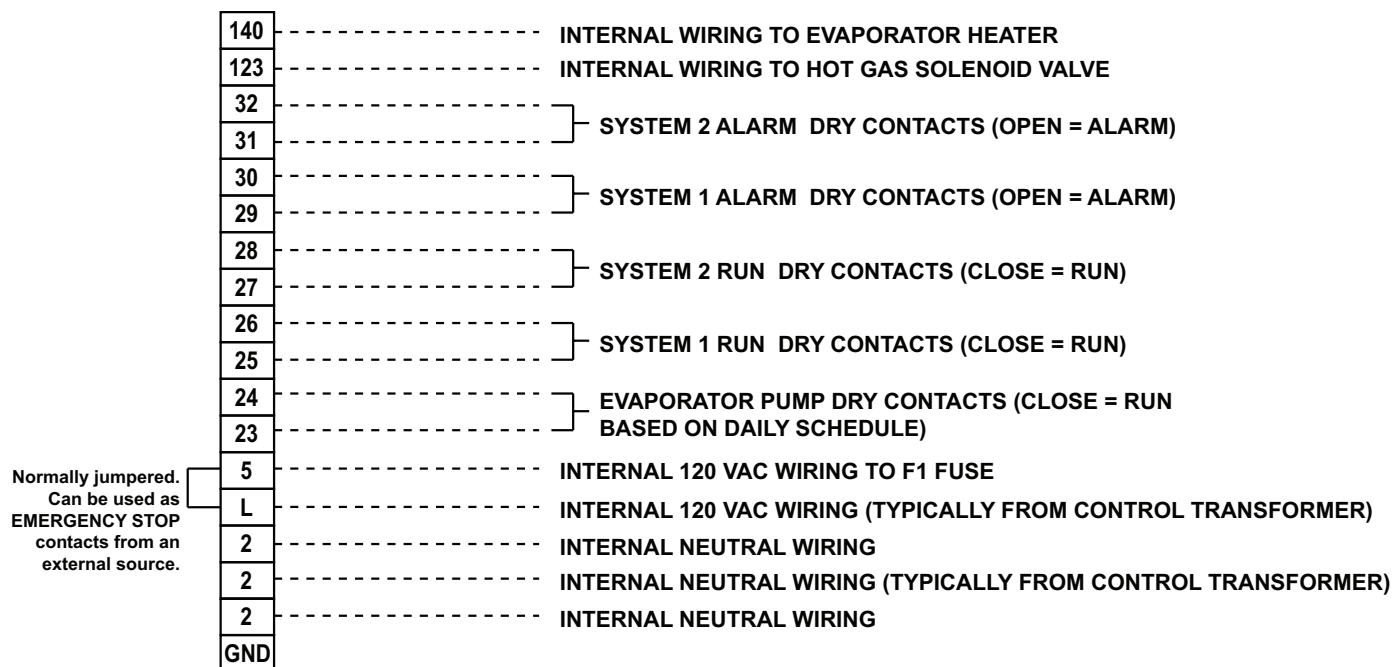 140 INTERNAL WIRING TO EVAPORATOR HEATER
123 INTERNAL WIRING TO HOT GAS SOLENOID VALVE
32
SYSTEM 2 ALARM DRY CONTACTS (OPEN = ALARM)
31
30
SYSTEM 1 ALARM DRY CONTACTS (OPEN = ALARM)
29
28
SYSTEM 2 RUN DRY CONTACTS (CLOSE = RUN)
27
26
SYSTEM 1 RUN DRY CONTACTS (CLOSE = RUN)
25
24
EVAPORATOR PUMP DRY CONTACTS (CLOSE = RUN
BASED ON DAILY SCHEDULE)
23
Normally jumpered.
Can be used as
EMERGENCY STOP
contacts from an
external source.
5 INTERNAL 120 VAC WIRING TO F1 FUSE
L INTERNAL 120 VAC WIRING (TYPICALLY FROM CONTROL TRANSFORMER)
2 INTERNAL NEUTRAL WIRING
2 INTERNAL NEUTRAL WIRING (TYPICALLY FROM CONTROL TRANSFORMER)
2 INTERNAL NEUTRAL WIRING
GND